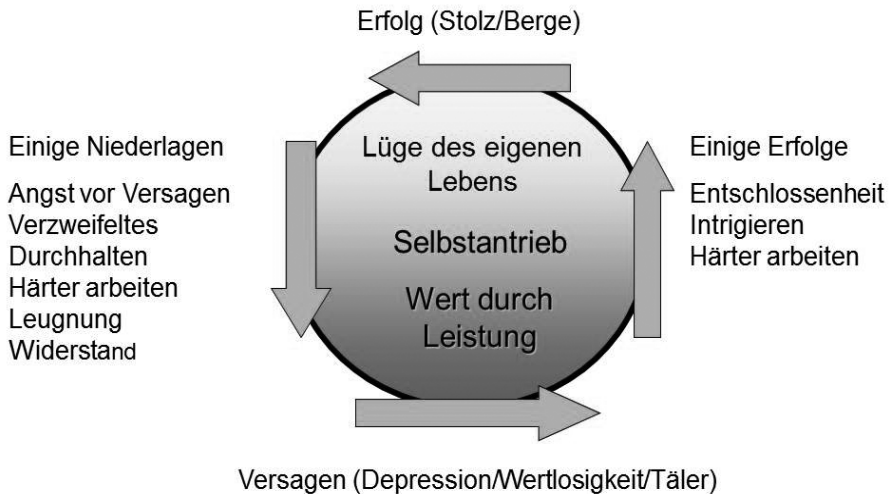 Erfolg (Stolz/Berge)
Einige Niederlagen
Angst vor Versagen
Verzweifeltes
Durchhalten
Härter arbeiten
Leugnung
Widerstand
Lüge des eigenen
Lebens
Selbstantrieb
Wert durch
Leistung
Einige Erfolge
Entschlossenheit
Intrigieren
Härter arbeiten
Versagen (Depression/Wertlosigkeit/Täler)